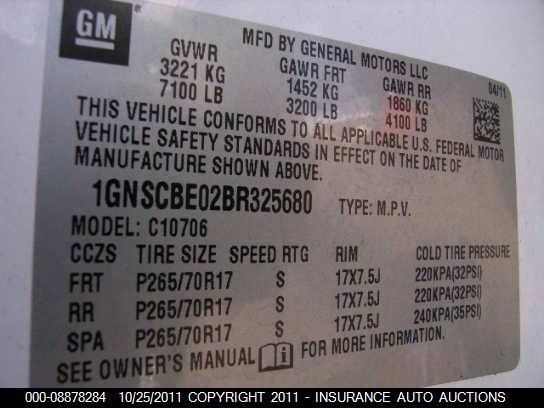 GM
MFD BY GENERAL MOTORS LLC
04/11
GVWR GAWR FRT GAWR RR
3221 KG 1452 KG 1860 KG
7100 LB 3200 LB 4100 LB
THIS VEHICLE CONFORMS TO ALL APPLICABLE U.S. FEDERAL MOTOR
VEHICLE SAFETY STANDARDS IN EFFECT ON THE DATE OF
MANUFACTURE SHOWN ABOVE.
1GNSCBE02BR325680 TYPE: M.P.V.
MODEL: C10706
CCZS TIRE SIZE SPEED RTG RIM COLD TIRE PRESSURE
FRT P265/70R17 S 17X7.5J 220KPA(32PSI)
RR P265/70R17 S 17X7.5J 220KPA(32PSI)
SPA P265/70R17 S 17X7.5J 240KPA(35PSI)
SEE OWNER'S MANUAL FOR MORE INFORMATION.
000-08878284 10/25/2011 COPYRIGHT 2011 - INSURANCE AUTO AUCTIONS